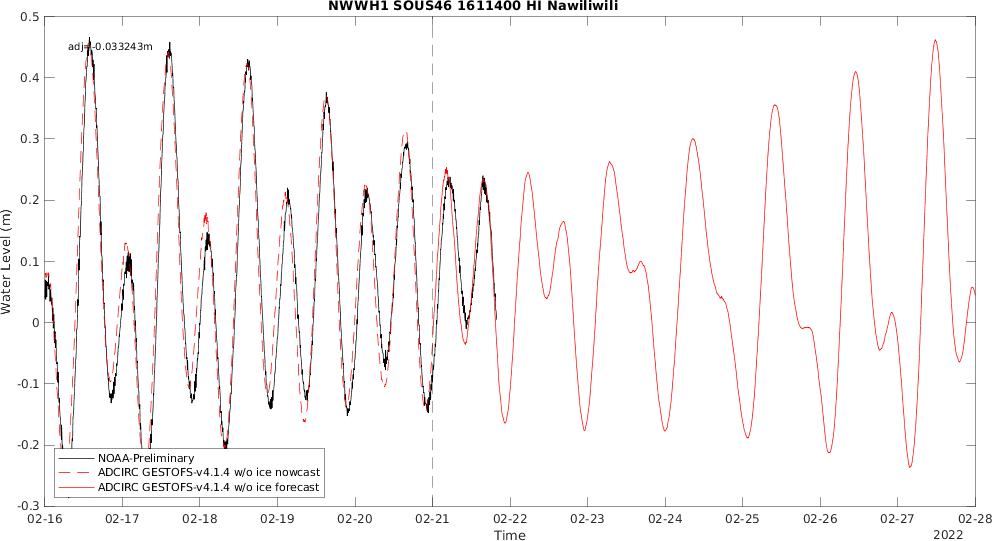 NWWH1 SOUS46 1611400 HI Nawiliwili
adj=-0.033243m
0.5
0.4
0.3
0.2
0.1
0
-0.1
-0.2
-0.3
Water Level (m)
NOAA-Preliminary
ADCIRC GESTOFS-v4.1.4 w/o ice nowcast
ADCIRC GESTOFS-v4.1.4 w/o ice forecast
02-16 02-17 02-18 02-19 02-20 02-21 02-22 02-23 02-24 02-25 02-26 02-27 02-28
Time
2022